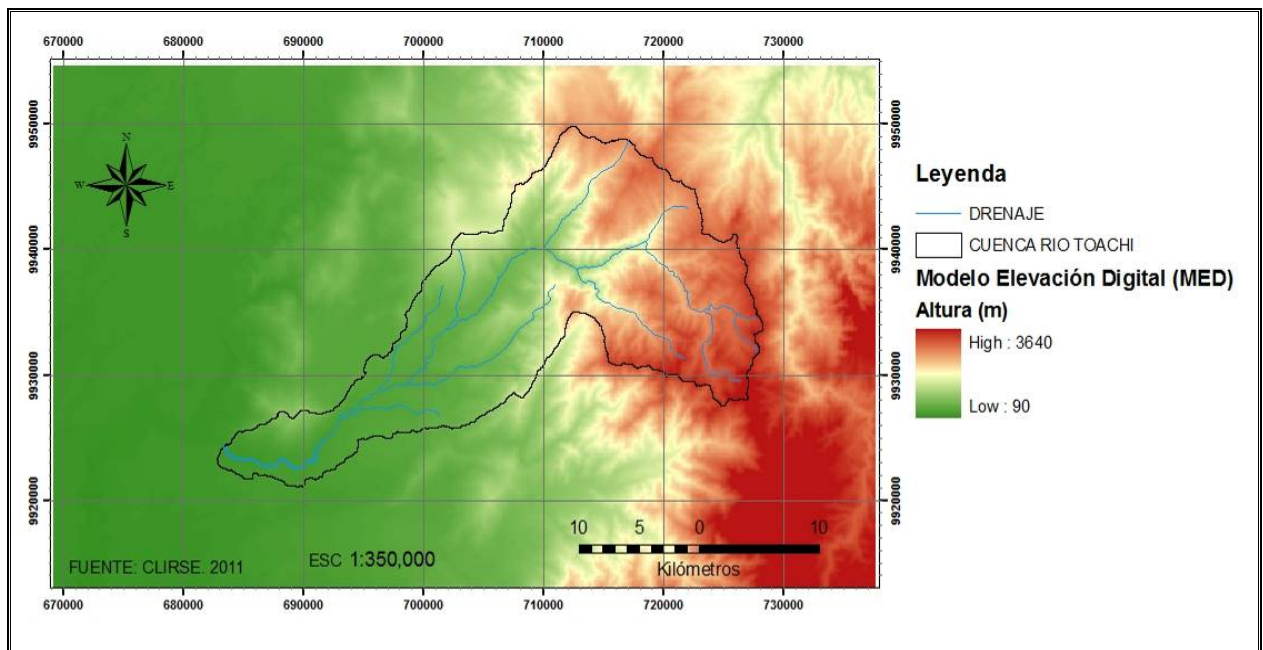 670000 680000 690000 700000 710000 720000 730000
9950000 9950000
N
W E
S
9940000 9940000
9930000 9930000
9920000 9920000
10 5 0 10
Kilómetros
FUENTE: CLIRSE. 2011
ESC 1:350,000
670000 680000 690000 700000 710000 720000 730000
Leyenda
DRENAJE
CUENCA RIO TOACHI
Modelo Elevación Digital (MED)
Altura (m)
High : 3640
Low : 90